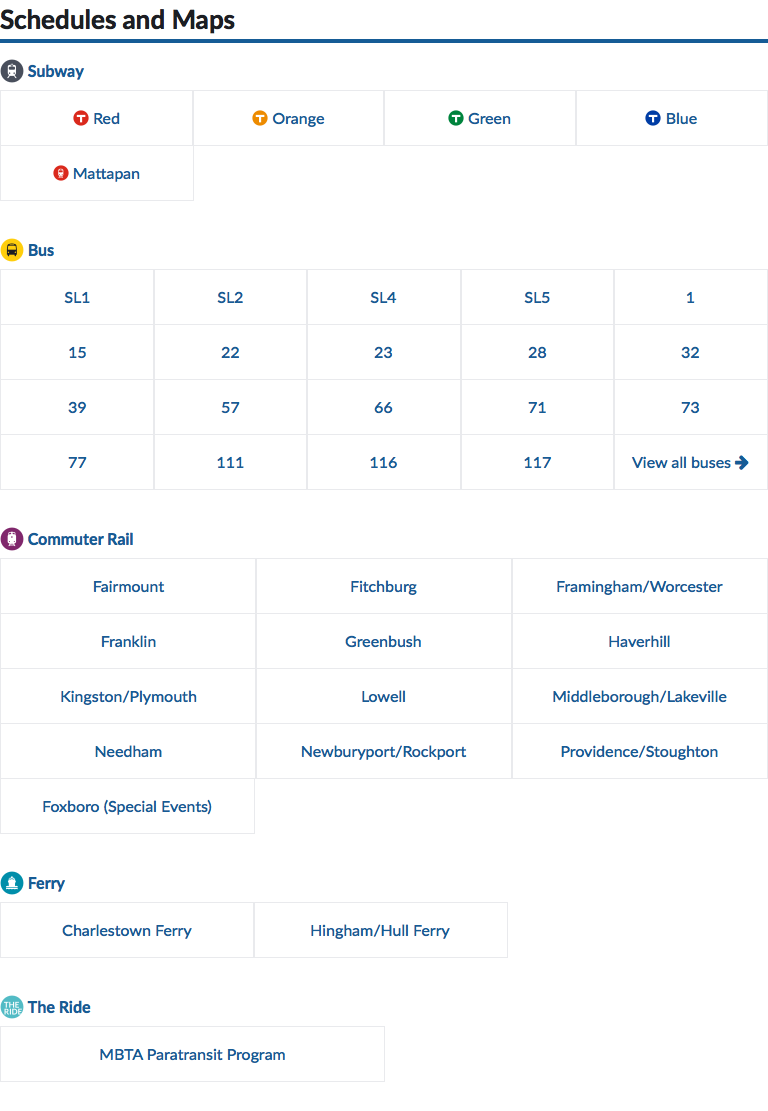 Schedules and Maps
Subway
T Red T Orange T Green T Blue
Mattapan
Bus
SL1 SL2 SL4 SL5 1
15 22 23 28 32
39 57 66 71 73
77 111 116 117 View all buses
Commuter Rail
Fairmount Fitchburg Framingham/Worcester
Franklin Greenbush Haverhill
Kingston/Plymouth Lowell Middleborough/Lakeville
Needham Newburyport/Rockport Providence/Stoughton
Foxboro (Special Events)
Ferry
Charlestown Ferry Hingham/Hull Ferry
THE RIDE The Ride
MBTA Paratransit Program